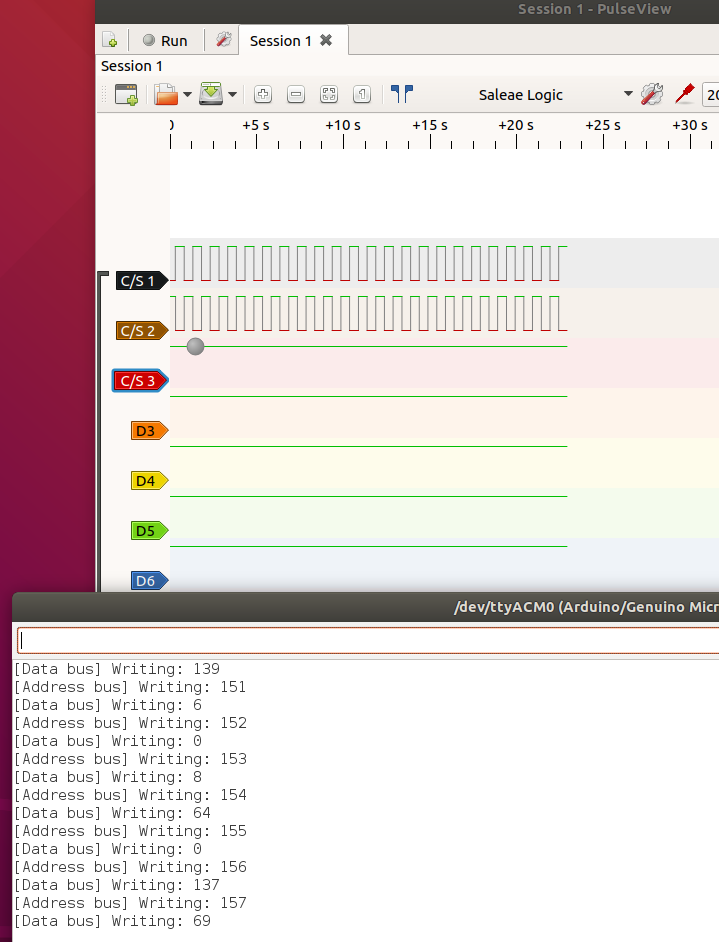 Session 1 - PulseView
Run
Session 1
Session 1
Saleae Logic
20
0 +5 s +10 s +15 s +20 s +25 s +30 s
C/S 1
C/S 2
C/S 3
D3
D4
D5
D6
/dev/ttyACM0 (Arduino/Genuino Micr
[Data bus] Writing: 139
[Address bus] Writing: 151
[Data bus] Writing: 6
[Address bus] Writing: 152
[Data bus] Writing: 0
[Address bus] Writing: 153
[Data bus] Writing: 8
[Address bus] Writing: 154
[Data bus] Writing: 64
[Address bus] Writing: 155
[Data bus] Writing: 0
[Address bus] Writing: 156
[Data bus] Writing: 137
[Address bus] Writing: 157
[Data bus] Writing: 69